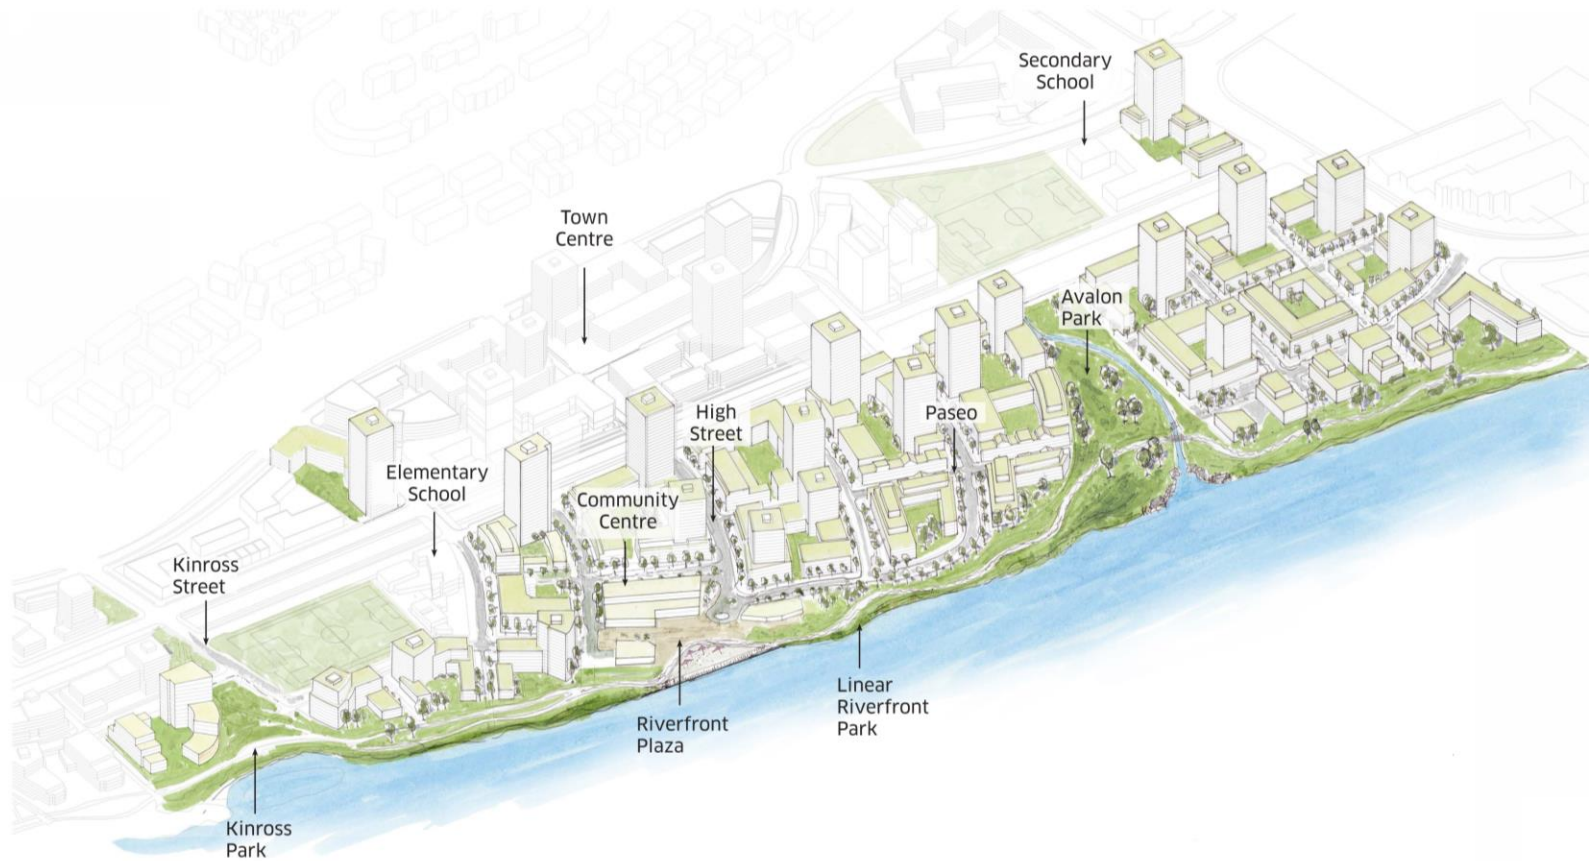 Secondary
School
Town
Centre
Avalon
Park
High
Street
Paseo
Elementary
School
Community
Centre
Kinross
Street
Linear
Riverfront
Park
Riverfront
Plaza
Kinross
Park